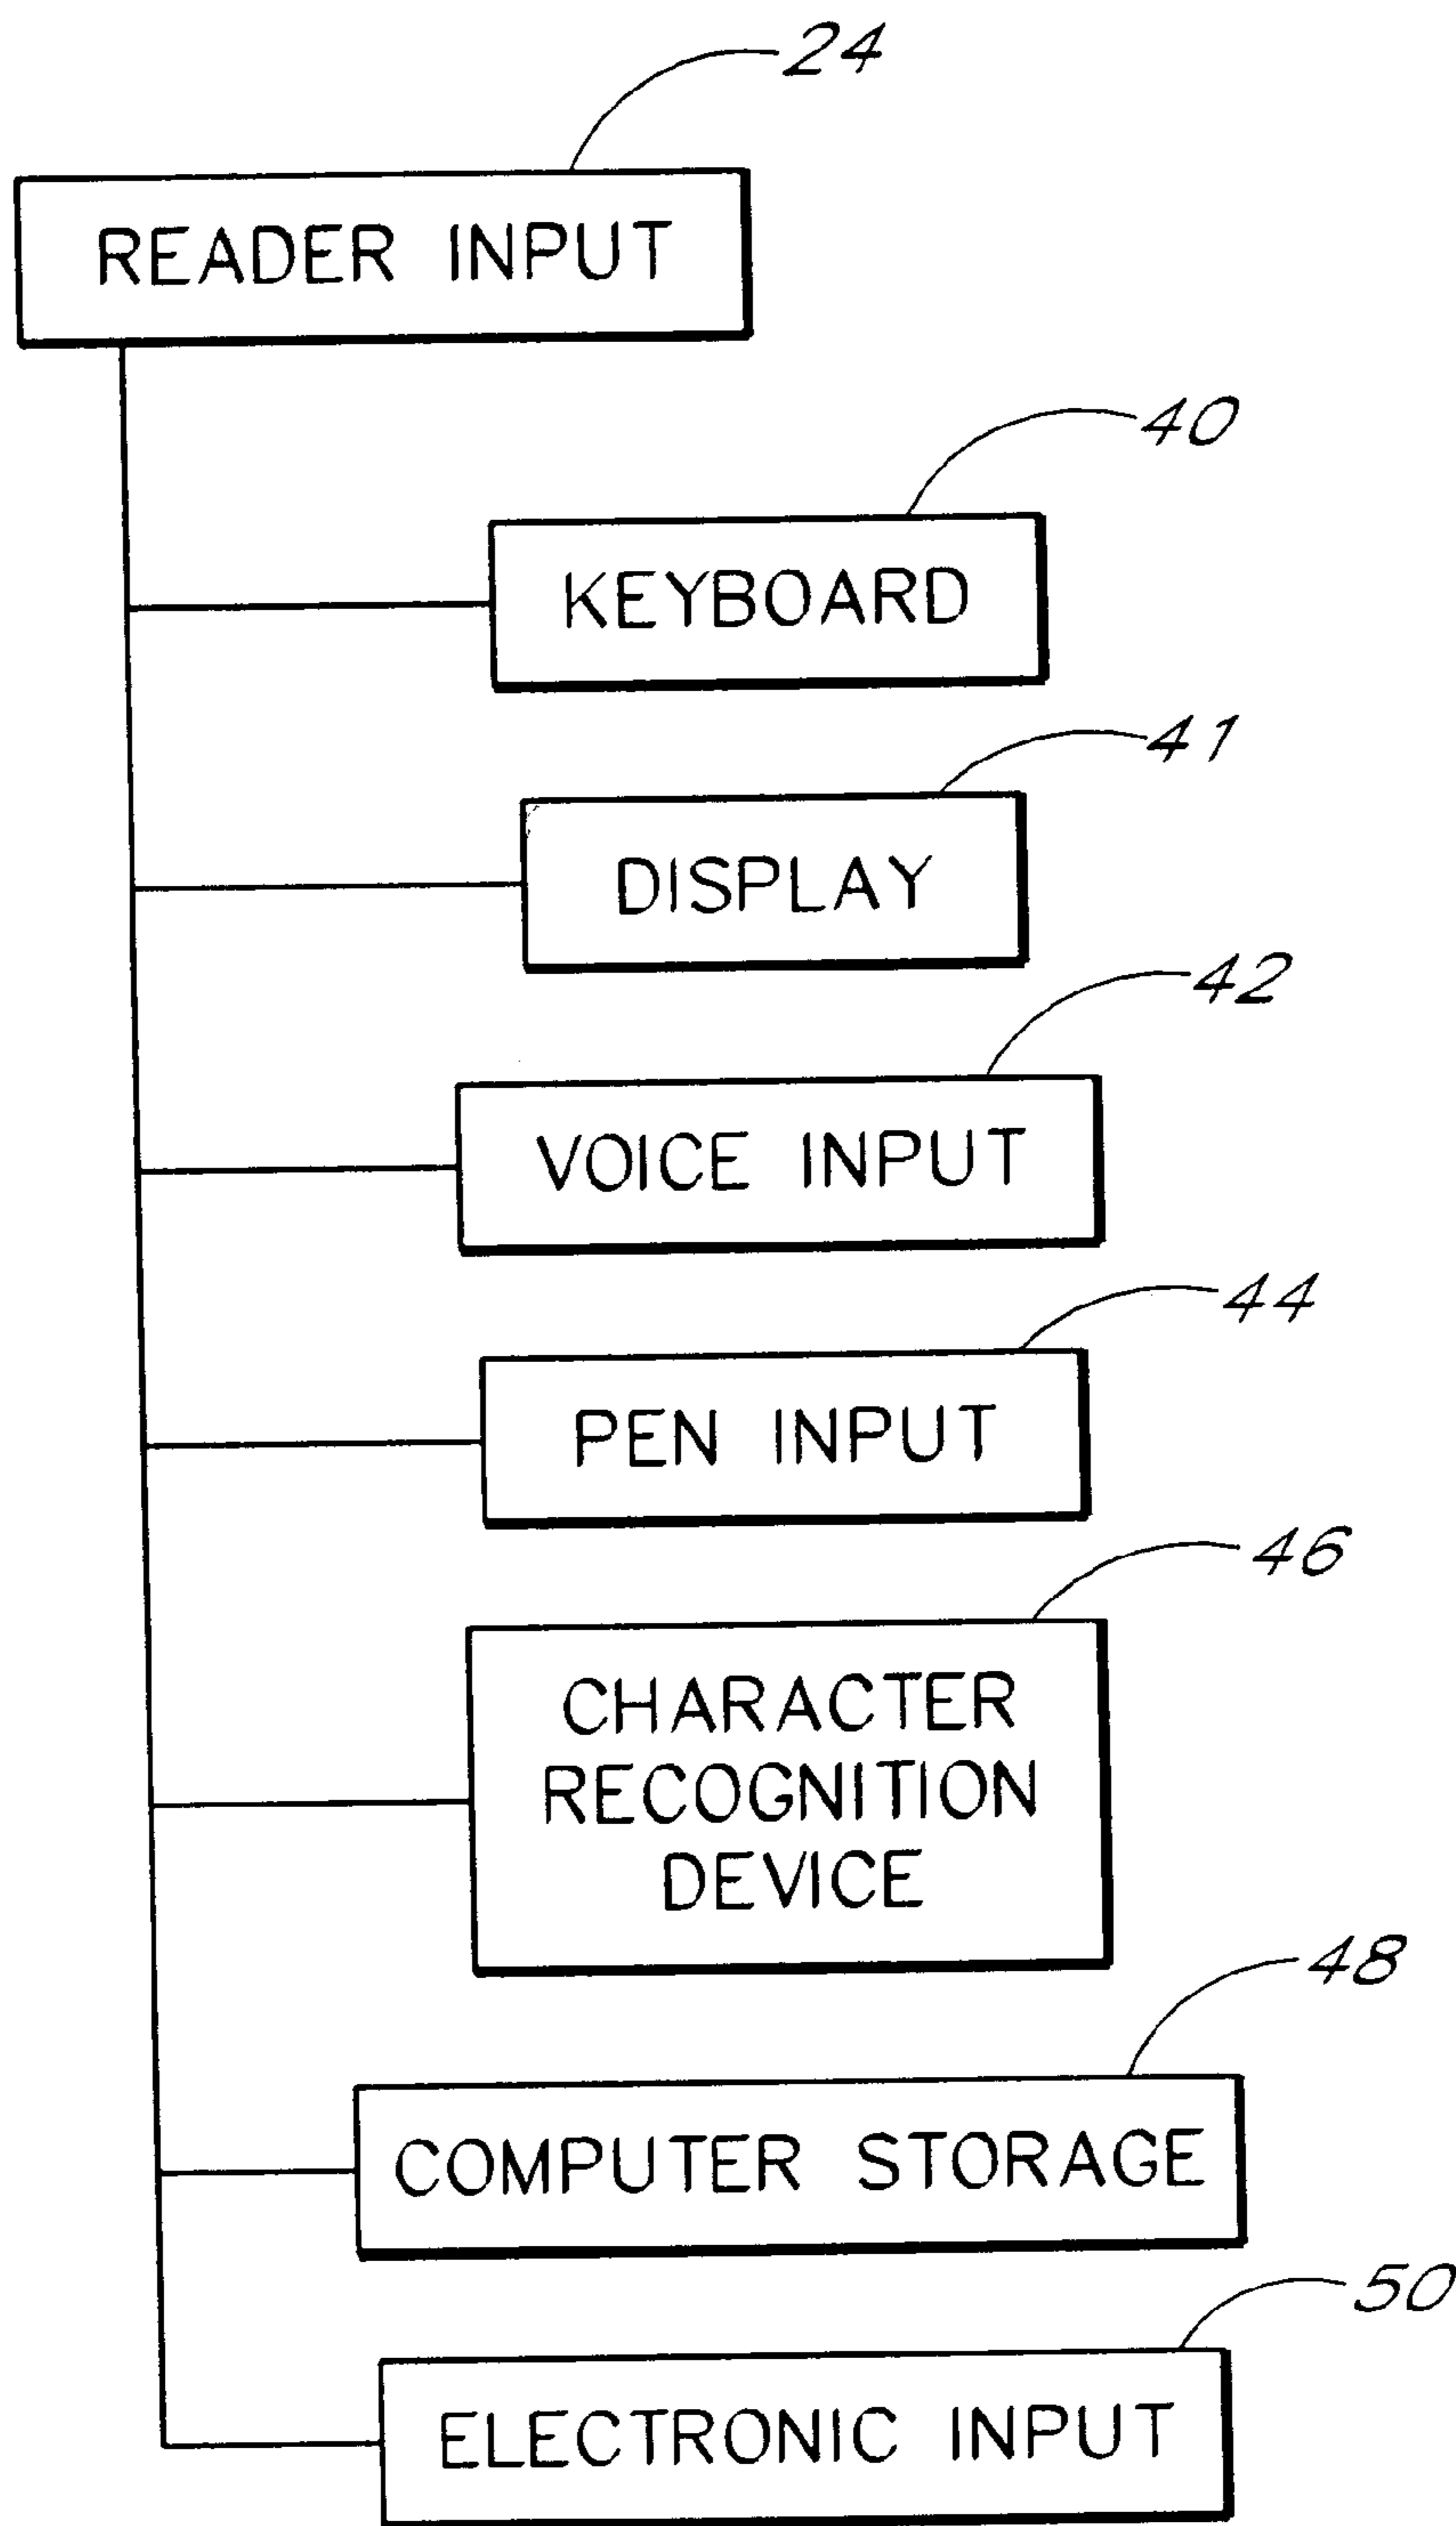 24
READER INPUT
40
KEYBOARD
41
DISPLAY
42
VOICE INPUT
44
PEN INPUT
46
CHARACTER
RECOGNITION
DEVICE
48
COMPUTER STORAGE
50
ELECTRONIC INPUT